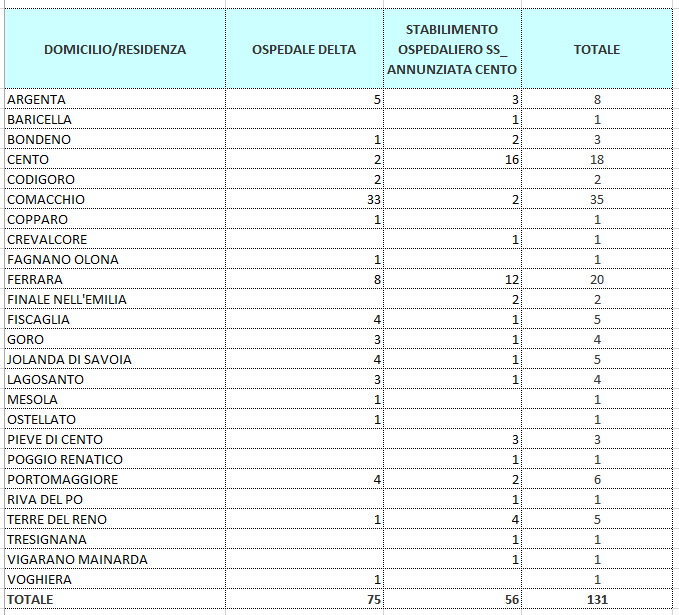 DOMICILIO/RESIDENZA OSPEDALE DELTA STABILIMENTO OSPEDALIERO SS_ ANNUNZIATA CENTO TOTALE
ARGENTA 5 3 8
BARICELLA 1 1
BONDENO 1 2 3
CENTO 2 16 18
CODIGORO 2 2
COMACCHIO 33 2 35
COPPARO 1 1
CREVALCORE 1 1
FAGNANO OLONA 1 1
FERRARA 8 12 20
FINALE NELL'EMILIA 2 2
FISCAGLIA 4 1 5
GORO 3 1 4
JOLANDA DI SAVOIA 4 1 5
LAGOSANTO 3 1 4
MESOLA 1 1
OSTELLATO 1 1
PIEVE DI CENTO 3 3
POGGIO RENATICO 1 1
PORTOMAGGIORE 4 2 6
RIVA DEL PO 1 1
TERRE DEL RENO 1 4 5
TRESIGNANA 1 1
VIGARANO MAINARDA 1 1
VOGHIERA 1 1
TOTALE 75 56 131